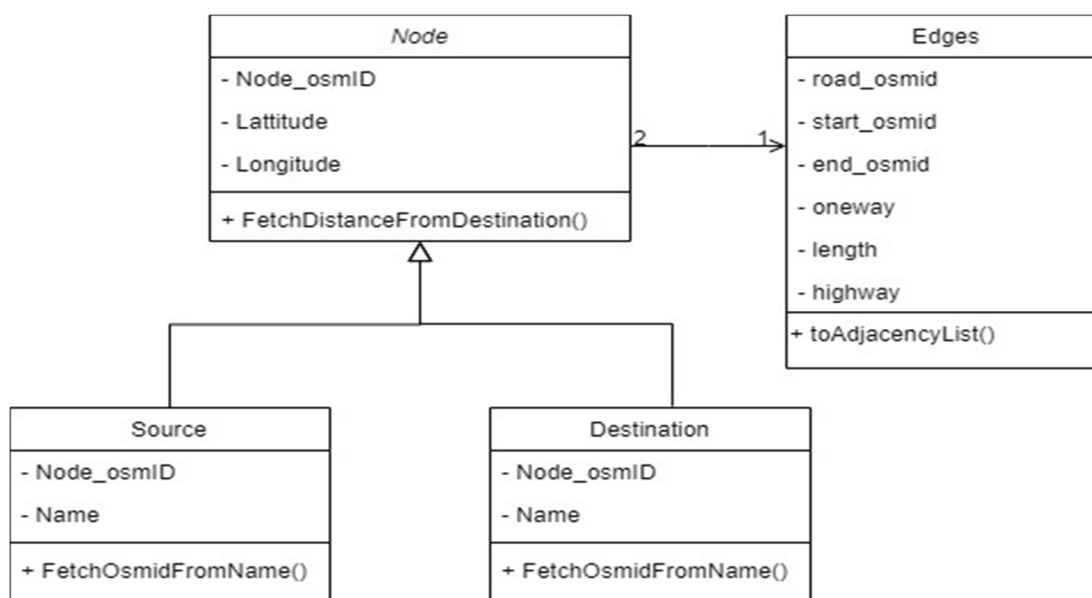 Node
- Node_osmID
- Lattitude
- Longitude
+ FetchDistanceFromDestination()
2
1
Edges
- road_osmid
- start_osmid
- end_osmid
- oneway
- length
- highway
+ toAdjacencyList()
Source
- Node_osmID
- Name
+ FetchOsmidFromName()
Destination
- Node_osmID
- Name
+ FetchOsmidFromName()